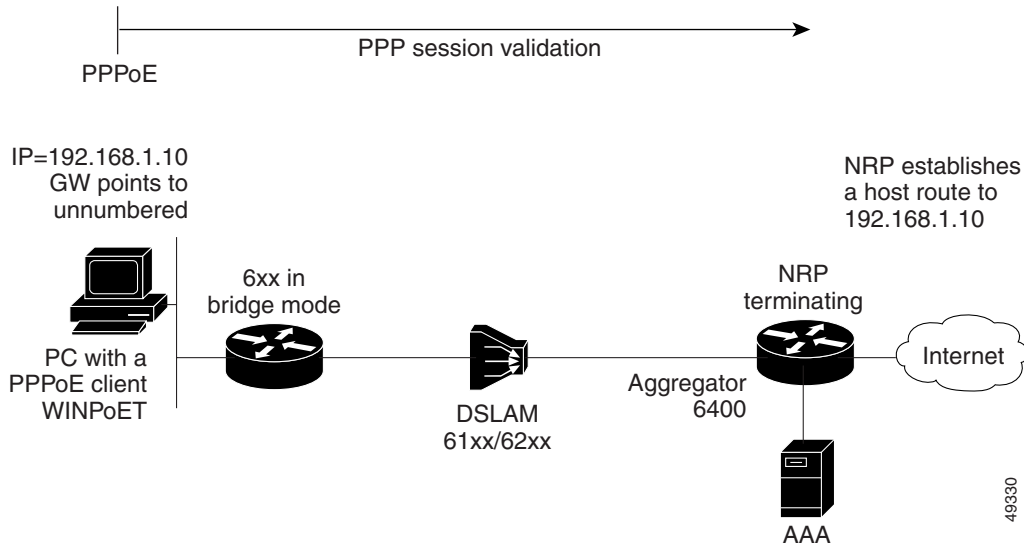 PPP session validation
PPPoE
IP=192.168.1.10
GW points to
unnumbered
NRP establishes
a host route to
192.168.1.10
6xx in
bridge mode
NRP
terminating
PC with a
PPPoE client
WINPoET
DSLAM
61xx/62xx
Aggregator
6400
Internet
AAA
49330